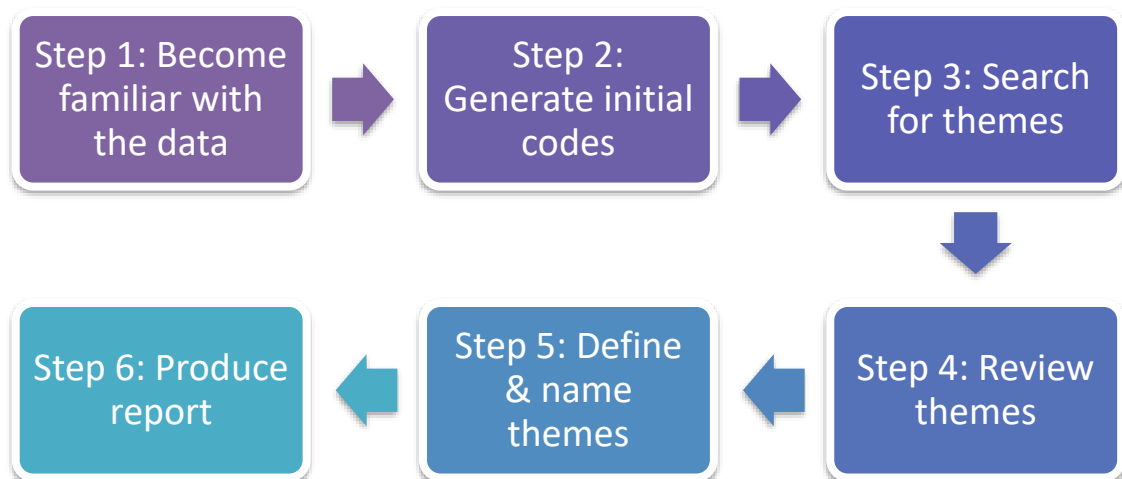 Step 1: Become
familiar with
the data
Step 2:
Generate initial
codes
Step 3: Search
for themes
Step 4: Review
themes
Step 5: Define
& name
themes
Step 6: Produce
report